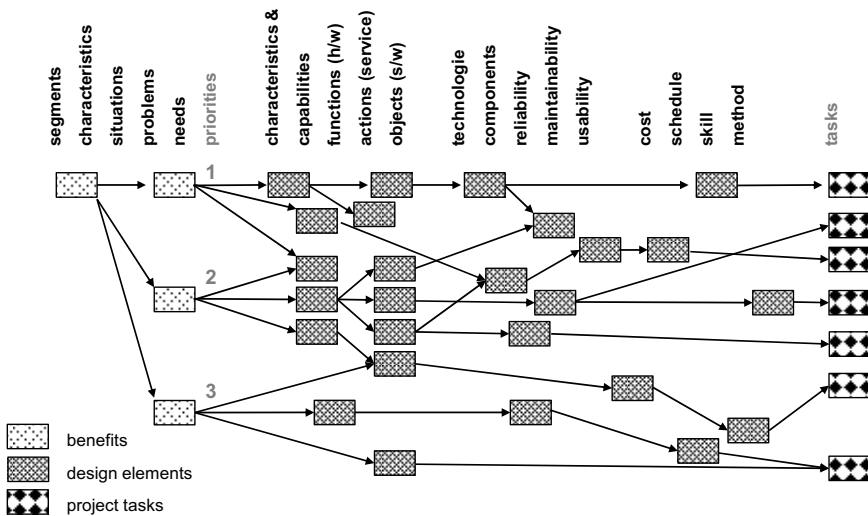 segments
characteristics
situations
problems
needs
priorities
characteristics &
capabilities
functions (h/w)
actions (service)
objects (s/w)
technologie
components
reliability
maintainability
usability
cost
schedule
skill
method
tasks
1
2
3
benefits
design elements
project tasks